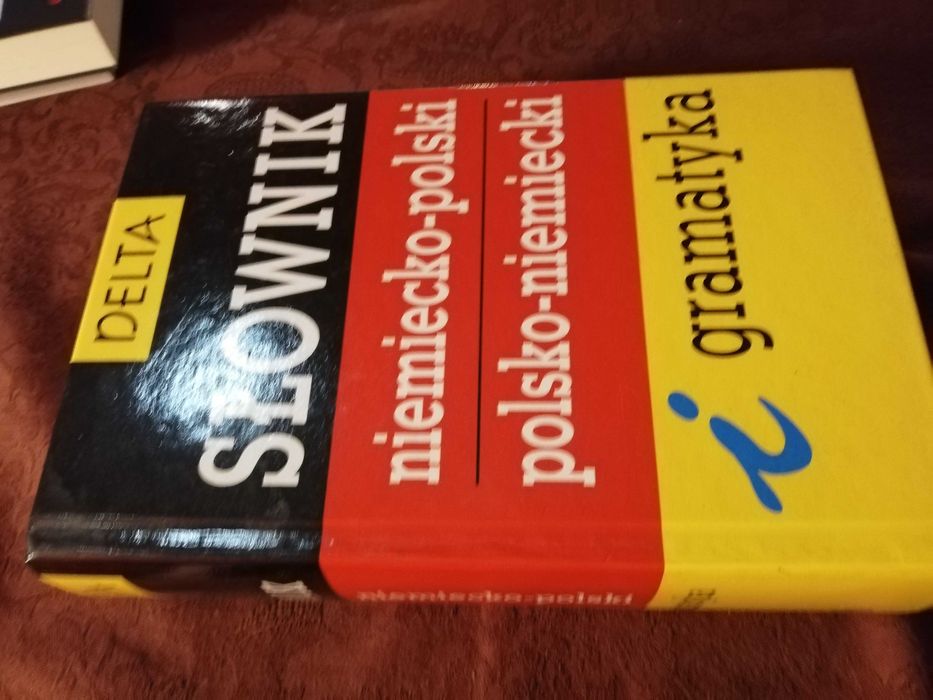 DELTA
SŁOWNIK
niemiecko-polski
polsko-niemiecki
i gramatyka
niemiecko-polski